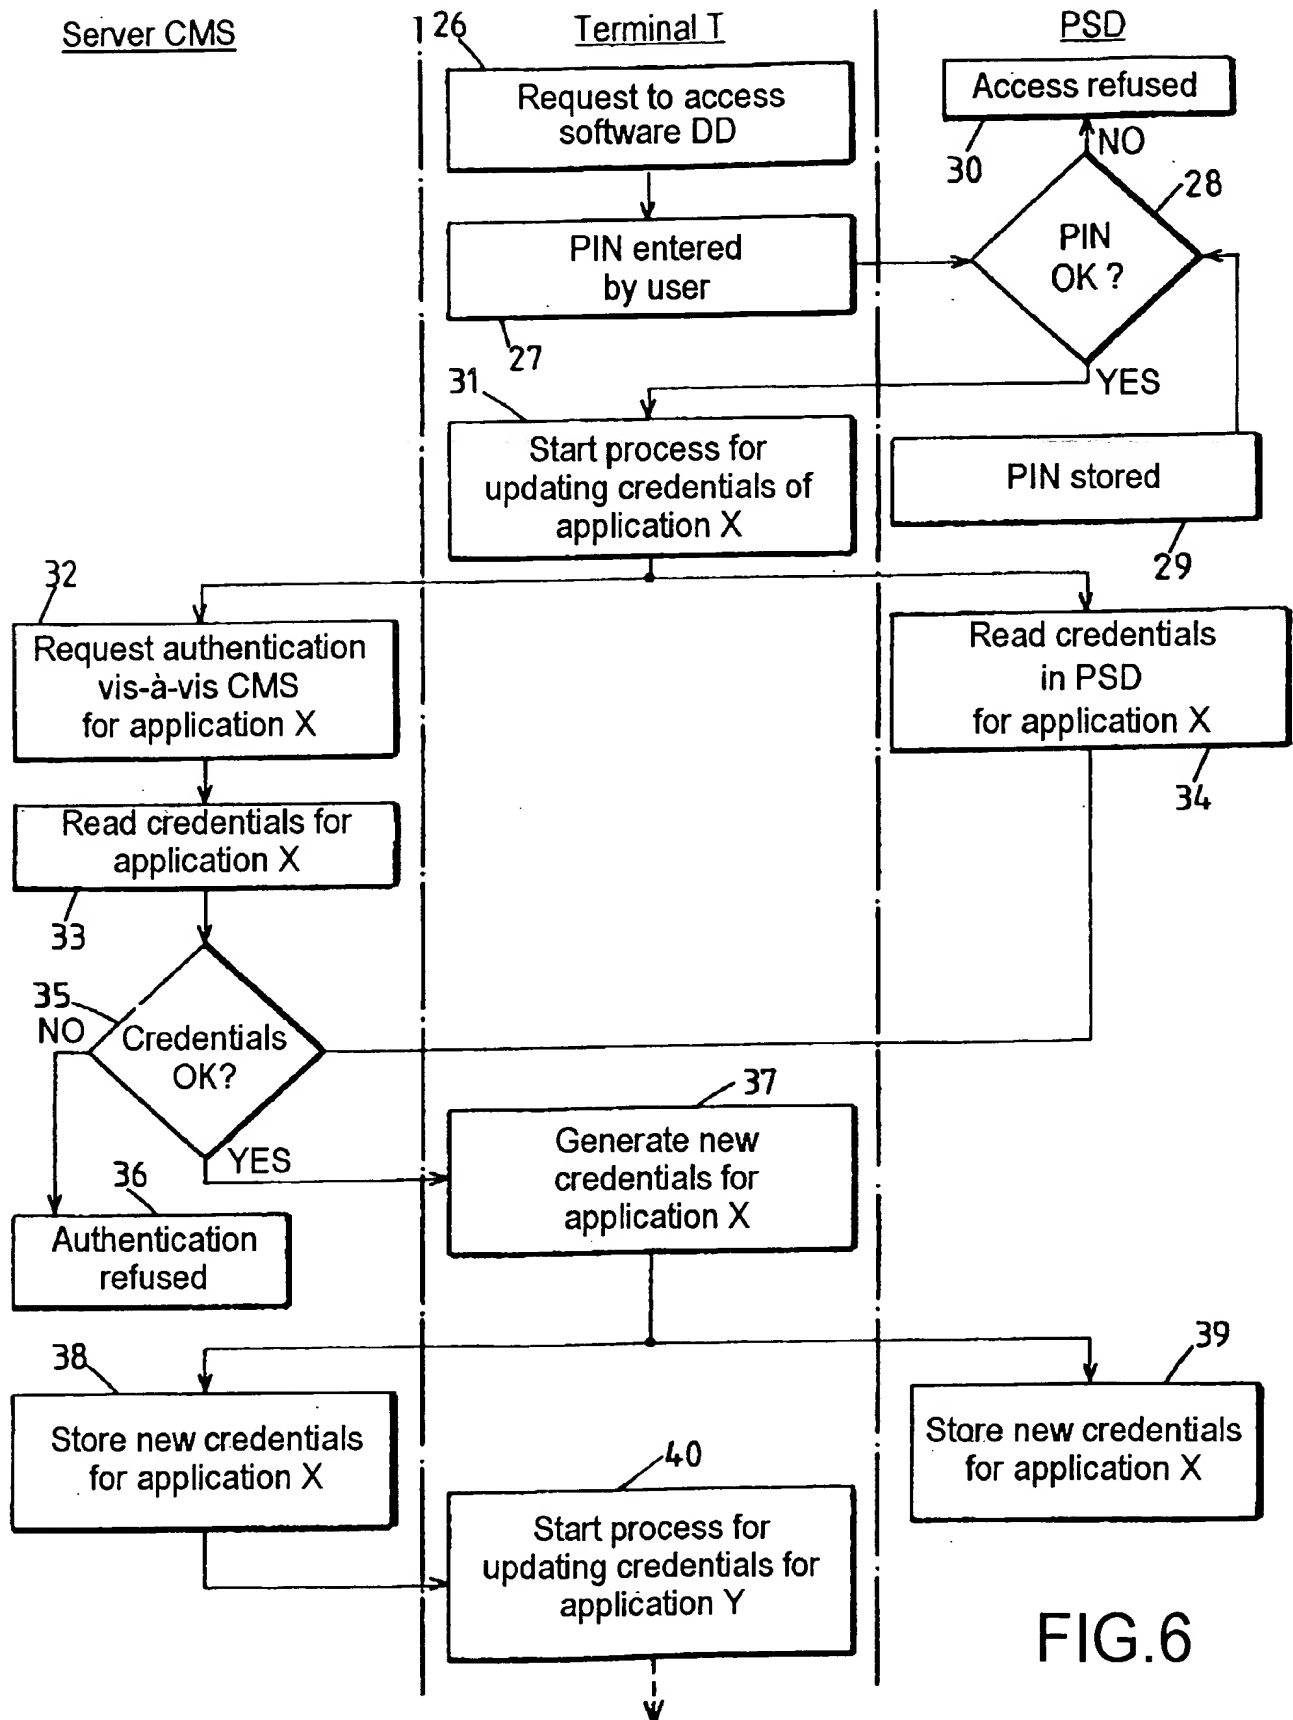 Server CMS
Terminal T
PSD
26
Request to access
software DD
Access refused
30
NO
28
PIN
OK ?
PIN entered
by user
27
YES
31
Start process for
updating credentials of
application X
PIN stored
29
32
Request authentication
vis-à-vis CMS
for application X
Read credentials
in PSD
for application X
34
Read credentials for
application X
33
35
NO
Credentials
OK?
YES
37
Generate new
credentials for
application X
36
Authentication
refused
38
Store new credentials
for application X
39
Store new credentials
for application X
40
Start process for
updating credentials for
application Y
FIG.6